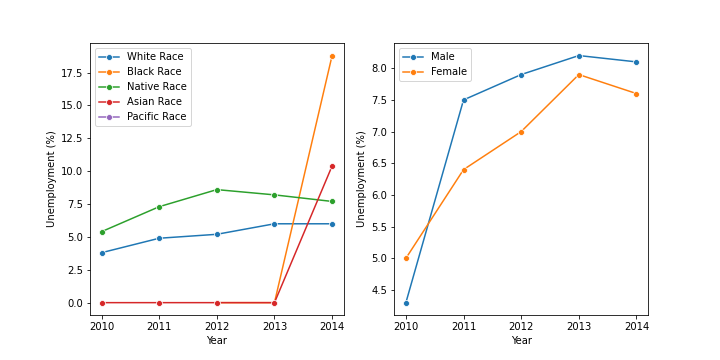 White Race
Black Race
Native Race
Asian Race
Pacific Race
17.5
15.0
12.5
10.0
7.5
5.0
2.5
0.0
Unemployment (%)
2010 2011 2012 2013 2014
Year
Male
Female
8.0
7.5
7.0
6.5
6.0
5.5
5.0
4.5
Unemployment (%)
2010 2011 2012 2013 2014
Year